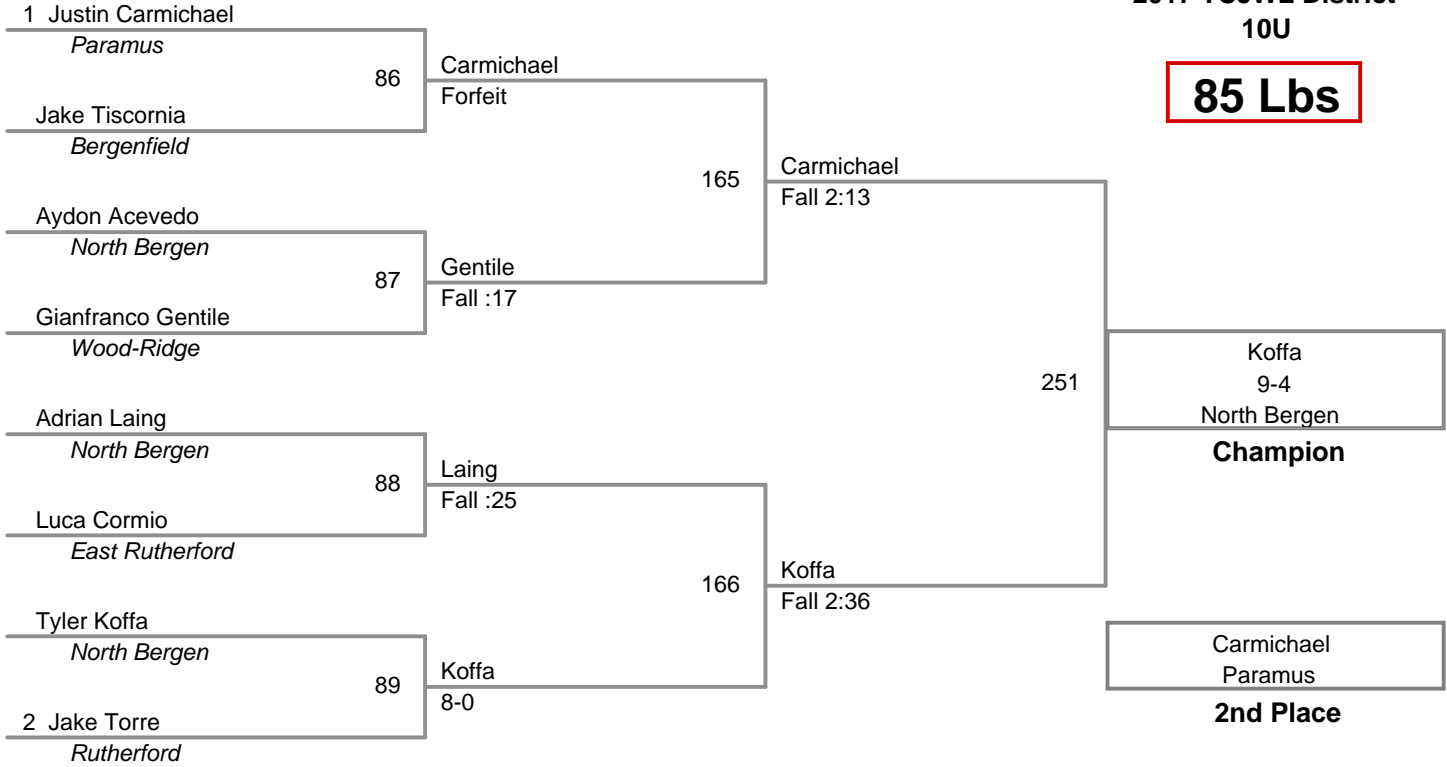 1 Justin Carmichael
Paramus
86
Jake Tiscornia
Bergenfield
Aydon Acevedo
North Bergen
87
Gianfranco Gentile
Wood-Ridge
Adrian Laing
North Bergen
88
Luca Cormio
East Rutherford
Tyler Koffa
North Bergen
89
2 Jake Torre
Rutherford
Carmichael
Forfeit
165
Gentile
Fall :17
Laing
Fall :25
166
Koffa
8-0
Carmichael
Fall 2:13
251
Koffa
Fall 2:36
10U
85 Lbs
Koffa
9-4
North Bergen
Champion
Carmichael
Paramus
2nd Place